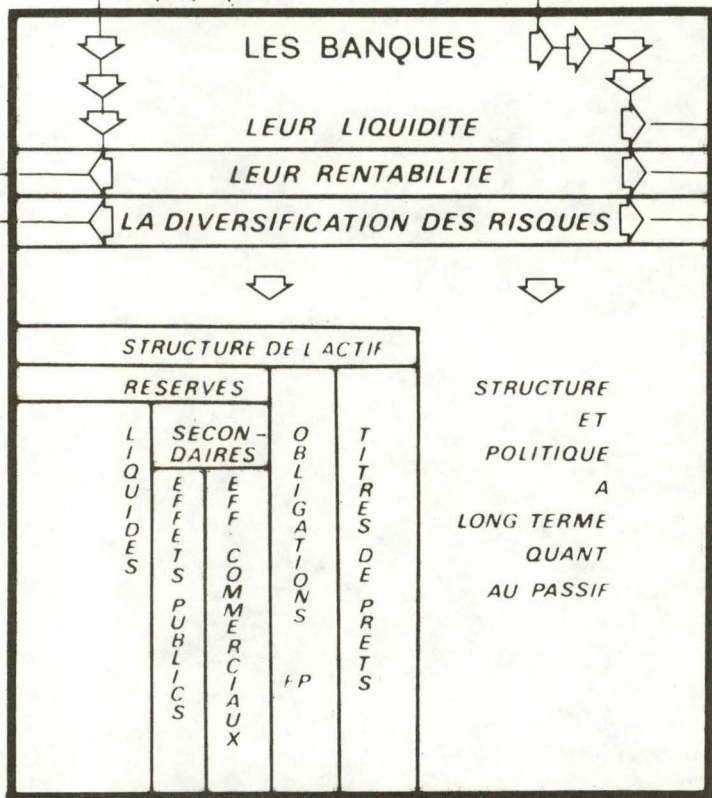 LES BANQUES
LEUR LIQUIDITE
LEUR RENTABILITE
LA DIVERSIFICATION DES RISQUES
STRUCTURE DE L ACTIF
RESERVES
LIQUIDES
SECON-
DAIRES
EFFETS PUBLICS
EFF COMMERCIAUX
OBLIGATIONS
TITRES DE PRETS
STRUCTURE
ET
POLITIQUE
A
LONG TERME
QUANT
AU PASSIF